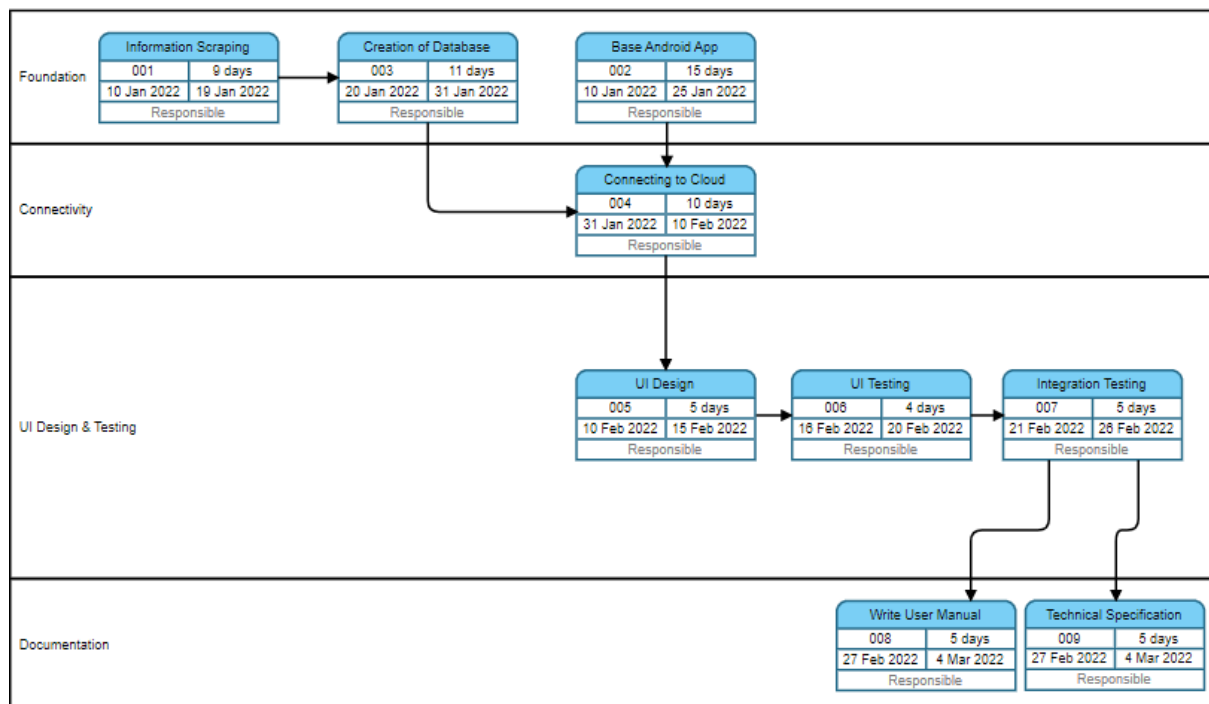 Foundation
Information Scraping
001 9 days
10 Jan 2022 19 Jan 2022
Responsible
Creation of Database
003 11 days
20 Jan 2022 31 Jan 2022
Responsible
Base Android App
002 15 days
10 Jan 2022 25 Jan 2022
Responsible
Connectivity
Connecting to Cloud
004 10 days
31 Jan 2022 10 Feb 2022
Responsible
UI Design & Testing
UI Design
005 5 days
10 Feb 2022 15 Feb 2022
Responsible
UI Testing
006 4 days
16 Feb 2022 20 Feb 2022
Responsible
Integration Testing
007 5 days
21 Feb 2022 26 Feb 2022
Responsible
Documentation
Write User Manual
008 5 days
27 Feb 2022 4 Mar 2022
Responsible
Technical Specification
009 5 days
27 Feb 2022 4 Mar 2022
Responsible